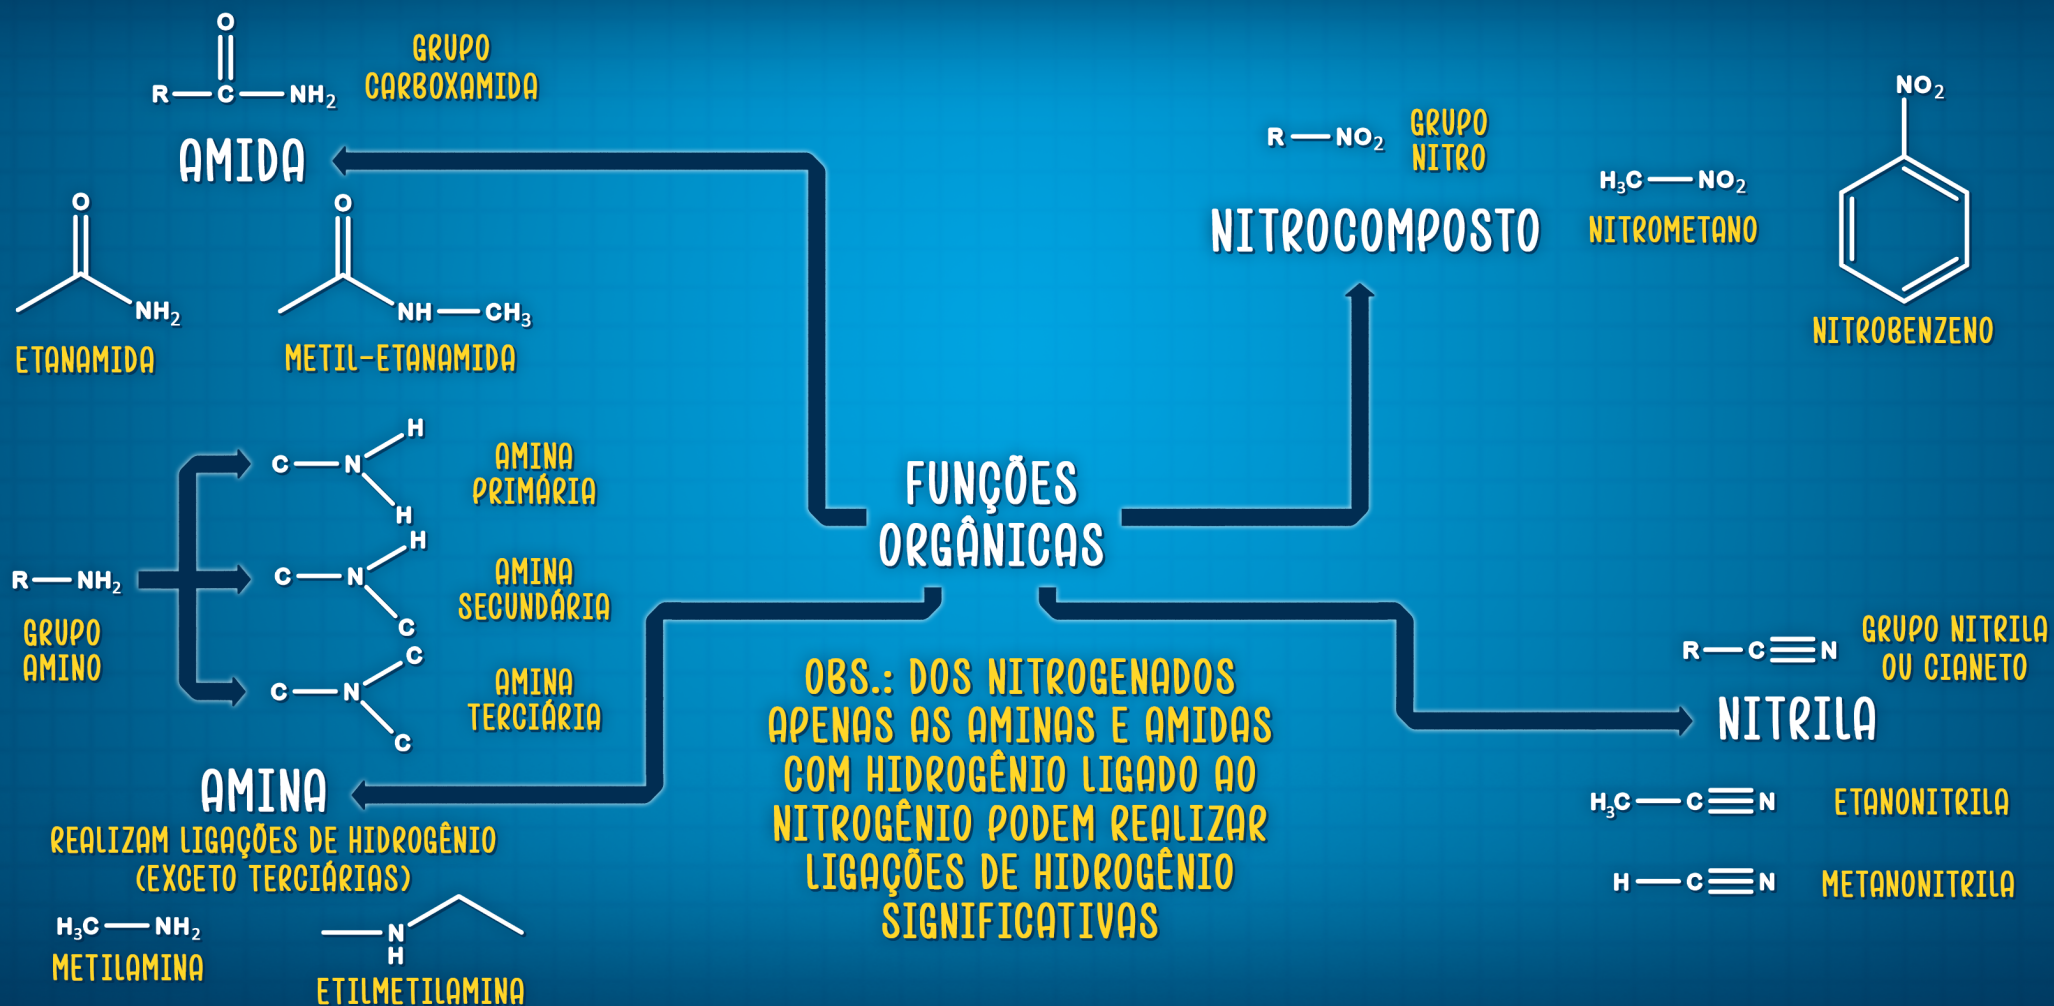 O
R—C—NH₂
GRUPO
CARBOXAMIDA
AMIDA
O
NH₂
ETANAMIDA
O
NH—CH₃
METIL-ETANAMIDA
R—NO₂
GRUPO
NITRO
NITROCOMPOSTO
H₃C—NO₂
NITROMETANO
NO₂
NITROBENZENO
FUNÇÕES
ORGÂNICAS
R—NH₂
GRUPO
AMINO
H
C—N
H
AMINA
PRIMÁRIA
H
C—N
C
AMINA
SECUNDÁRIA
C
C—N
C
AMINA
TERCIÁRIA
AMINA
REALIZAM LIGAÇÕES DE HIDROGÊNIO
(EXCETO TERCIÁRIAS)
H₃C—NH₂
METILAMINA
N
H
ETILMETILAMINA
OBS.: DOS NITROGENADOS
APENAS AS AMINAS E AMIDAS
COM HIDROGÊNIO LIGADO AO
NITROGÊNIO PODEM REALIZAR
LIGAÇÕES DE HIDROGÊNIO
SIGNIFICATIVAS
R—C≡N
GRUPO NITRILA
OU CIANETO
NITRILA
H₃C—C≡N
ETANONITRILA
H—C≡N
METANONITRILA